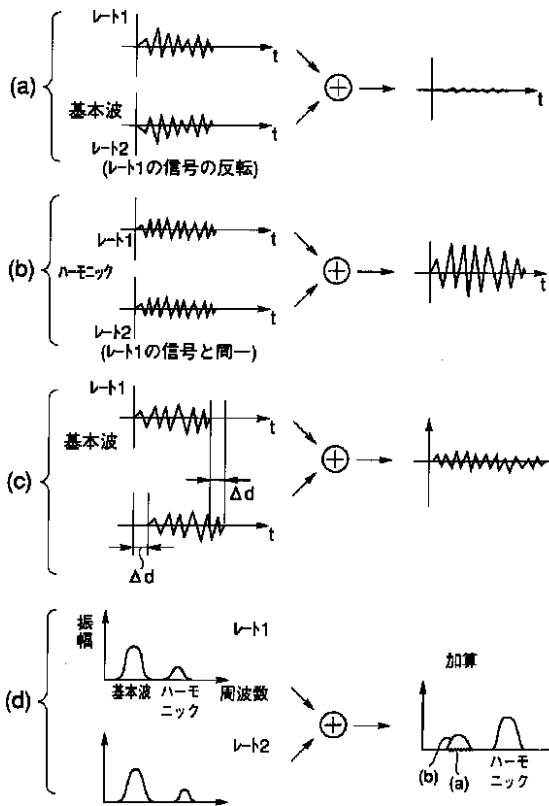 レート1
t
(a)
基本波
t
t
レート2
(レート1の信号の反転)
レート1
t
(b)
ハーモニック
t
t
レート2
(レート1の信号と同一)
レート1
t
基本波
(c)
Δd
t
Δd
振幅
レート1
加算
(d)
基本波
ハーモニック
周波数
レート2
(b)
(a)
ハーモニック